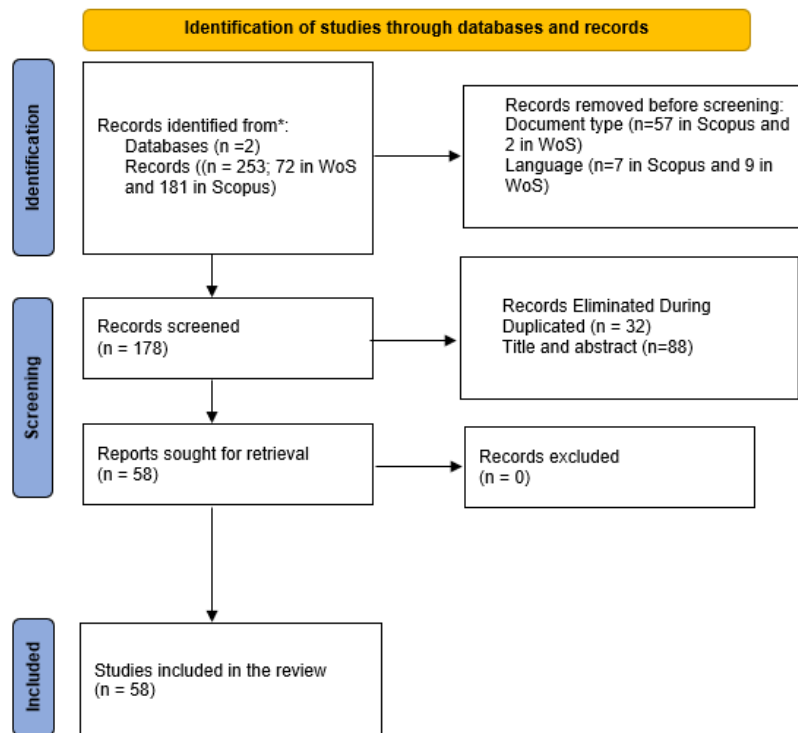 Identification of studies through databases and records
Identification
Records identified from*:
Databases (n =2)
Records ((n = 253; 72 in WoS
and 181 in Scopus)
Records removed before screening:
Document type (n=57 in Scopus and
2 in WoS)
Language (n=7 in Scopus and 9 in
WoS)
Screening
Records screened
(n = 178)
Records Eliminated During
Duplicated (n = 32)
Title and abstract (n=88)
Reports sought for retrieval
(n = 58)
Records excluded
(n = 0)
Included
Studies included in the review
(n = 58)